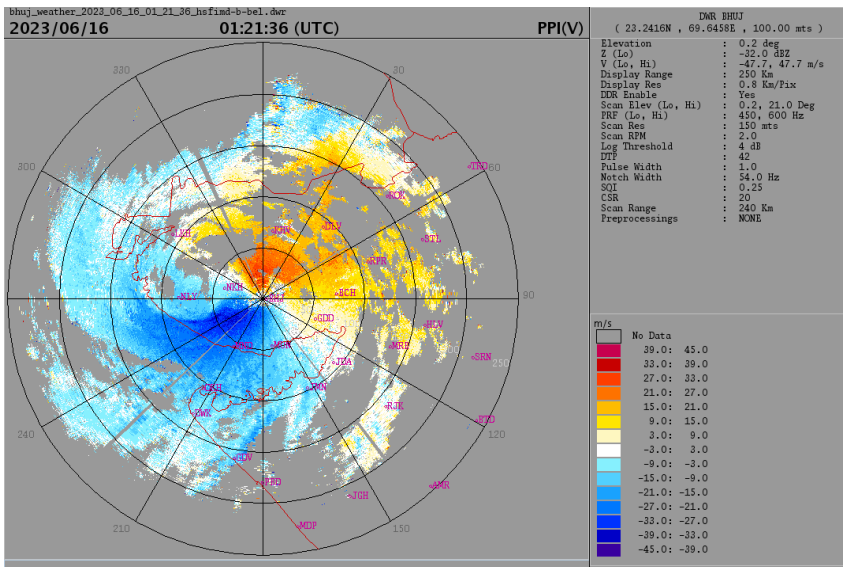 bhuj_weather_2023_06_16_01_21_36_hsfimd-b-bel.dwr
2023/06/16 01:21:36 (UTC) PPI(V)
DWR BHUJ
( 23.2416N , 69.6458E , 100.00 mts )
Elevation : 0.2 deg
Z (Lo) : -32.0 dBZ
V (Lo, Hi) : -47.7, 47.7 m/s
Display Range : 250 Km
Display Res : 0.8 Km/Pix
DDR Enable : Yes
Scan Elev (Lo, Hi) : 0.2, 21.0 Deg
PRF (Lo, Hi) : 450, 600 Hz
Scan Res : 150 mts
Scan RPM : 2.0
Log Threshold : 4 dB
DTF : 42
Pulse Width : 1.0
Notch Width : 54.0 Hz
SQI : 0.25
CSR : 20
Scan Range : 240 Km
Preprocessings : NONE
330
30
300
TRD
60
RDK
LKH
KHV
DLV
STL
RPR
NKH
NLY
BHJ
BCH
90
GDD
HLV
MUN
MRB
JKA
SRN
250
JMN
DWK
RJK
BTD
240
120
GDV
PBD
AMR
JGH
210
MDP
150
m/s
No Data
39.0: 45.0
33.0: 39.0
27.0: 33.0
21.0: 27.0
15.0: 21.0
9.0: 15.0
3.0: 9.0
-3.0: 3.0
-9.0: -3.0
-15.0: -9.0
-21.0: -15.0
-27.0: -21.0
-33.0: -27.0
-39.0: -33.0
-45.0: -39.0